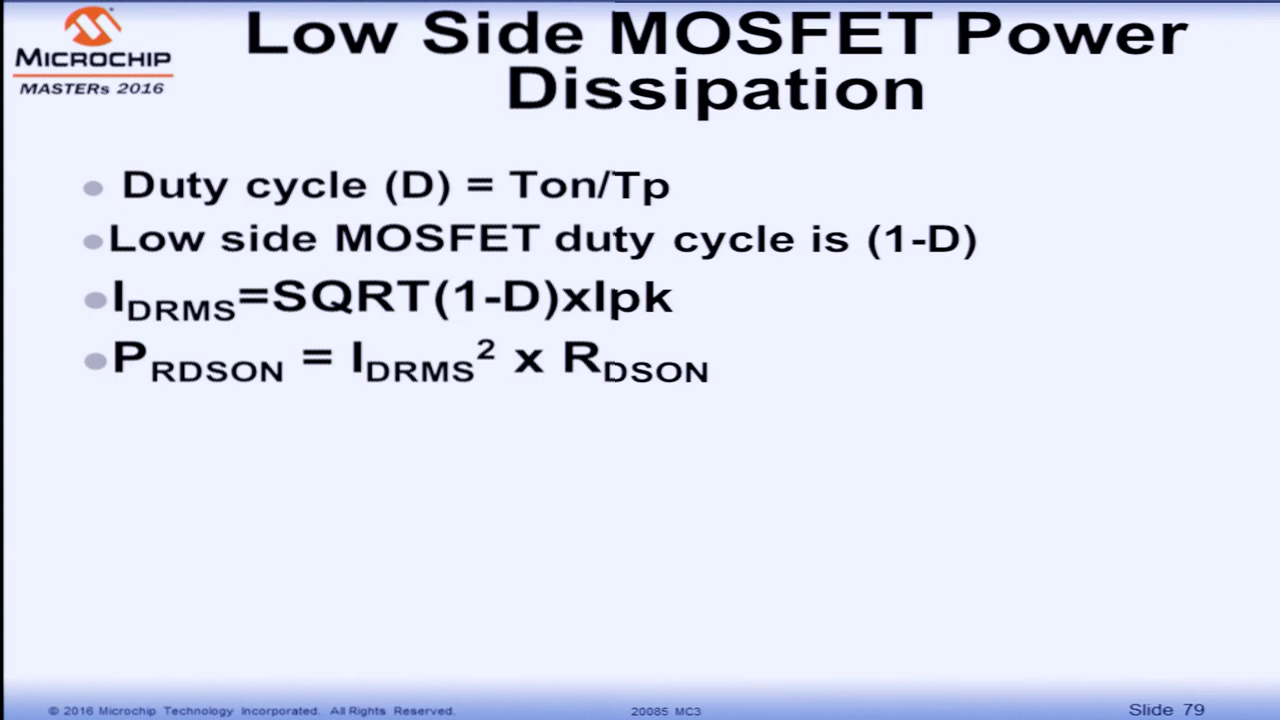 MICROCHIP
MASTERs 2016
Low Side MOSFET Power
Dissipation
Duty cycle (D) = Ton/Tp
Low side MOSFET duty cycle is (1-D)
IDRMS=SQRT(1-D)xIpk
PRDSON = IDRMS² x RDSON
© 2016 Microchip Technology Incorporated. All Rights Reserved.
20085 MC3
Slide 79